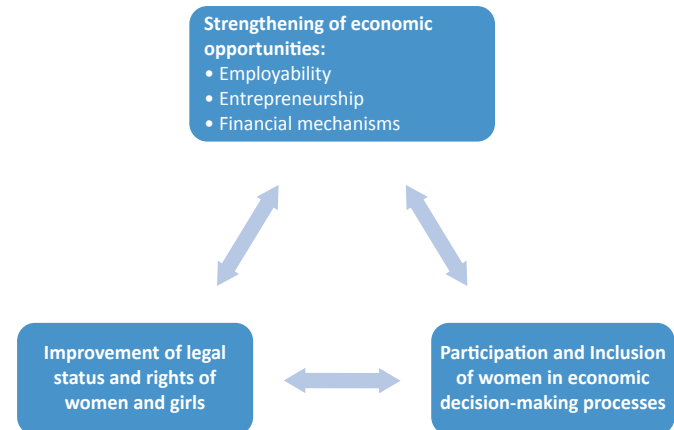 Strengthening of economic
opportunities:
• Employability
• Entrepreneurship
• Financial mechanisms
Improvement of legal
status and rights of
women and girls
Participation and Inclusion
of women in economic
decision-making processes